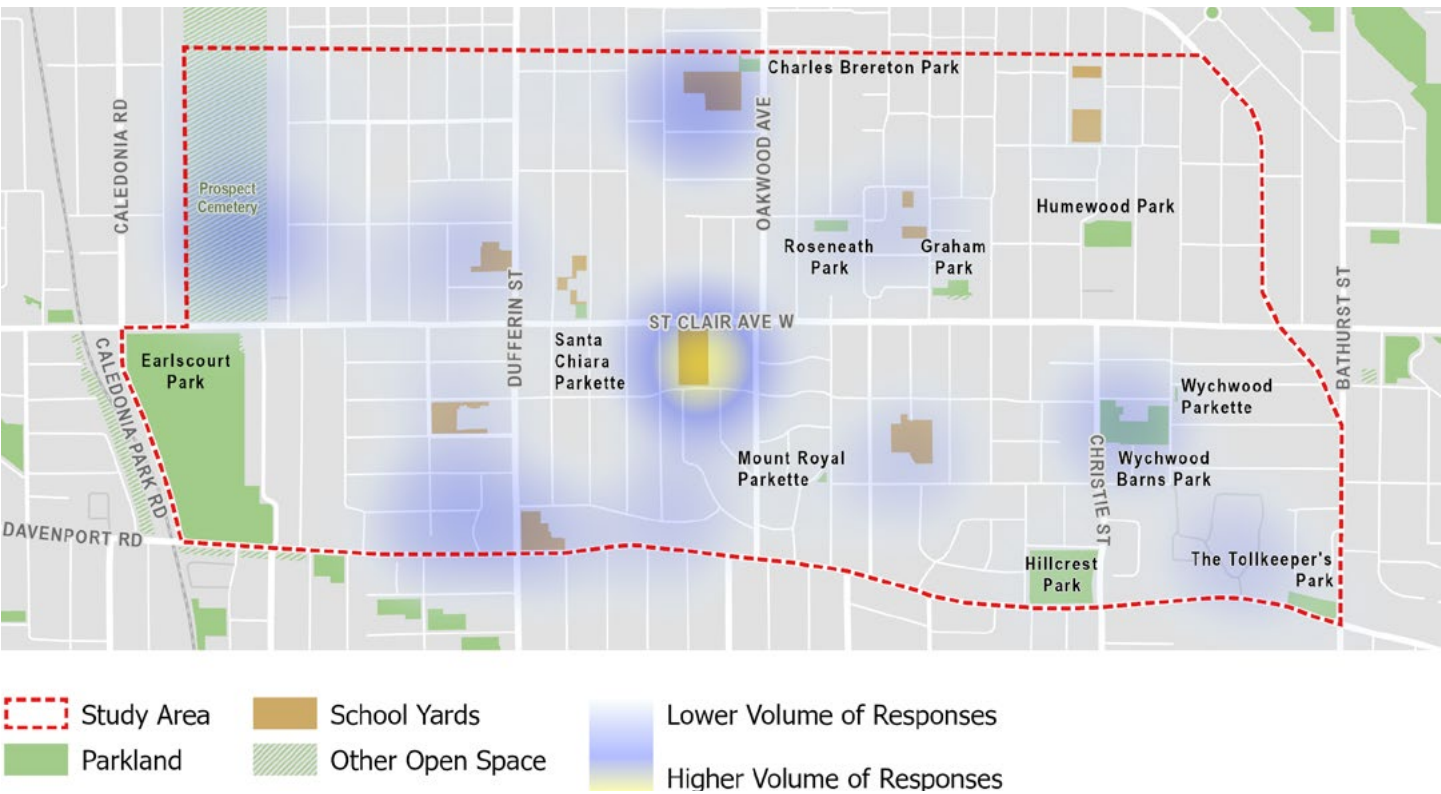 Charles Brereton Park
CALEDONIA RD
OAKWOOD AVE
Prospect
Cemetery
Humewood Park
Roseneath
Park
Graham
Park
DUFFERIN ST
ST CLAIR AVE W
BATHURST ST
Santa
Chiara
Parkette
Earlscourt
Park
CALEDONIA PARK RD
Wychwood
Parkette
Mount Royal
Parkette
Wychwood
Barns Park
CHRISTIE ST
DAVENPORT RD
Hillcrest
Park
The Tollkeeper's
Park
Study Area
School Yards
Lower Volume of Responses
Parkland
Other Open Space
Higher Volume of Responses